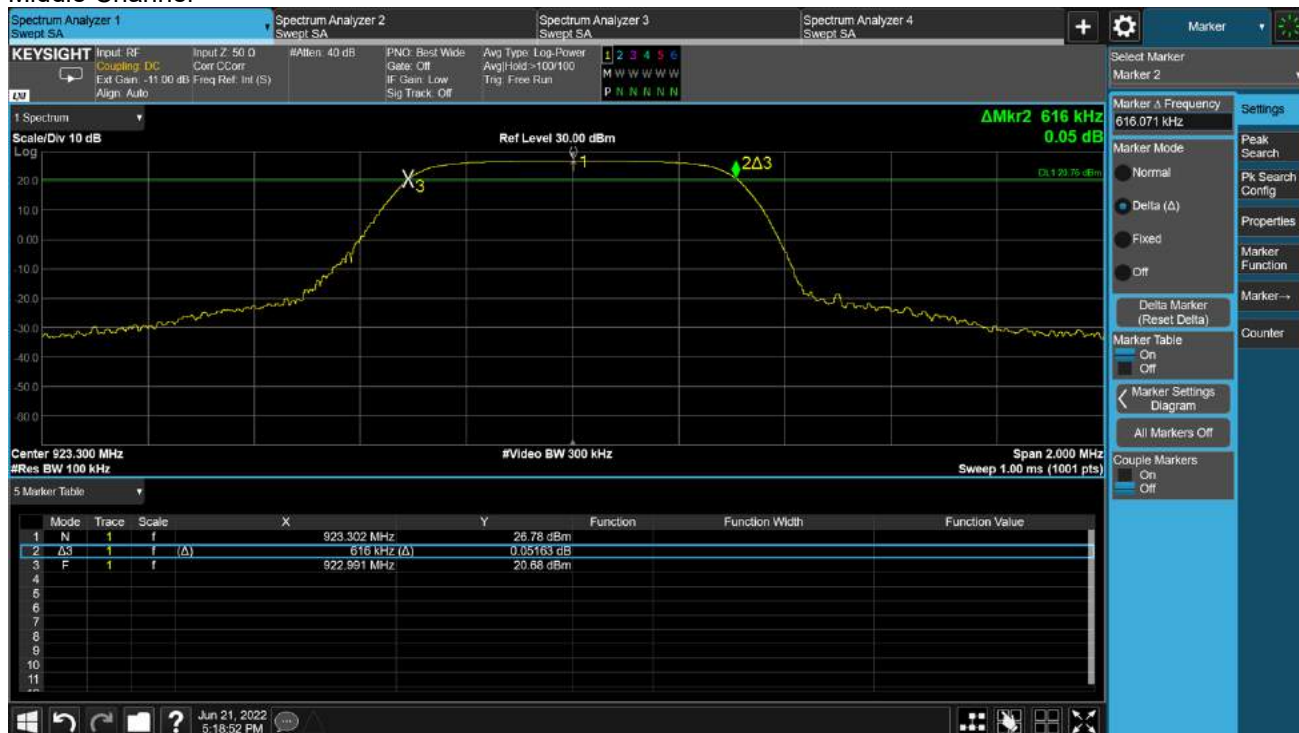 Middle Channel
Spectrum Analyzer 1
Swept SA
Spectrum Analyzer 2
Swept SA
Spectrum Analyzer 3
Swept SA
Spectrum Analyzer 4
Swept SA
+
Marker
KEYSIGHT
Input: RF
Coupling: DC
Ext Gain: -11.00 dB
Align: Auto
Input Z: 50 Ω
Corr CCorr
Freq Ref: Int (S)
#Atten: 40 dB
PNO: Best Wide
Gate: Off
IF Gain: Low
Sig Track: Off
Avg Type: Log-Power
Avg|Hold:>100/100
Trig: Free Run
1 2 3 4 5 6
M W W W W W
P N N N N N
LXI
Select Marker
Marker 2
1 Spectrum
ΔMkr2 616 kHz
0.05 dB
Scale/Div 10 dB
Ref Level 30.00 dBm
Log
1
2Δ3
DL1 20.76 dBm
X3
20.0
10.0
0.00
-10.0
-20.0
-30.0
-40.0
-50.0
-60.0
Center 923.300 MHz
#Video BW 300 kHz
Span 2.000 MHz
#Res BW 100 kHz
Sweep 1.00 ms (1001 pts)
5 Marker Table
Mode Trace Scale X Y Function Function Width Function Value
1 N 1 f 923.302 MHz 26.78 dBm
2 Δ3 1 f (Δ) 616 kHz (Δ) 0.05163 dB
3 F 1 f 922.991 MHz 20.68 dBm
4
5
6
7
8
9
10
11
Marker Δ Frequency
616.071 kHz
Marker Mode
Normal
Delta (Δ)
Fixed
Off
Delta Marker
(Reset Delta)
Marker Table
On
Off
Marker Settings
Diagram
All Markers Off
Couple Markers
On
Off
Settings
Peak
Search
Pk Search
Config
Properties
Marker
Function
Marker→
Counter
?
Jun 21, 2022
5:18:52 PM